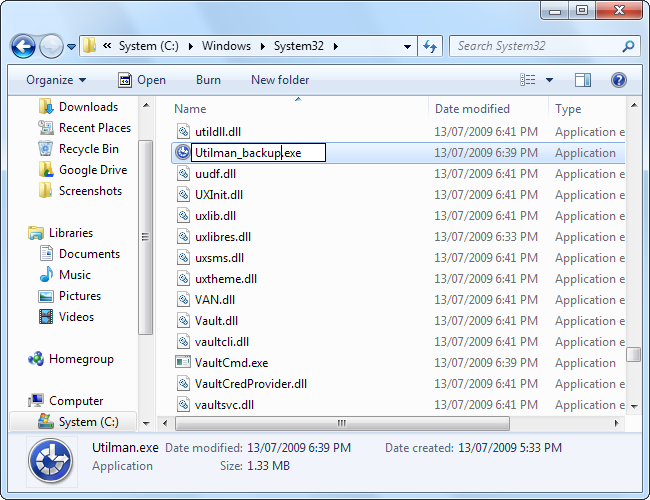 « System (C:) Windows System32
Search System32
Organize Open Burn New folder
Downloads
Recent Places
Recycle Bin
Google Drive
Screenshots
Libraries
Documents
Music
Pictures
Videos
Homegroup
Computer
System (C:)
Name Date modified Type
utildll.dll 13/07/2009 6:41 PM Application e
Utilman_backup.exe 13/07/2009 6:39 PM Application
uudf.dll 13/07/2009 6:41 PM Application e
UXInit.dll 13/07/2009 6:41 PM Application e
uxlib.dll 13/07/2009 6:41 PM Application e
uxlibres.dll 13/07/2009 6:33 PM Application e
uxsms.dll 13/07/2009 6:41 PM Application e
uxtheme.dll 13/07/2009 6:41 PM Application e
VAN.dll 13/07/2009 6:41 PM Application e
Vault.dll 13/07/2009 6:41 PM Application e
vaultcli.dll 13/07/2009 6:41 PM Application e
VaultCmd.exe 13/07/2009 6:39 PM Application
VaultCredProvider.dll 13/07/2009 6:41 PM Application e
vaultsvc.dll 13/07/2009 6:41 PM Application e
Utilman.exe Date modified: 13/07/2009 6:39 PM Date created: 13/07/2009 5:33 PM
Application Size: 1.33 MB